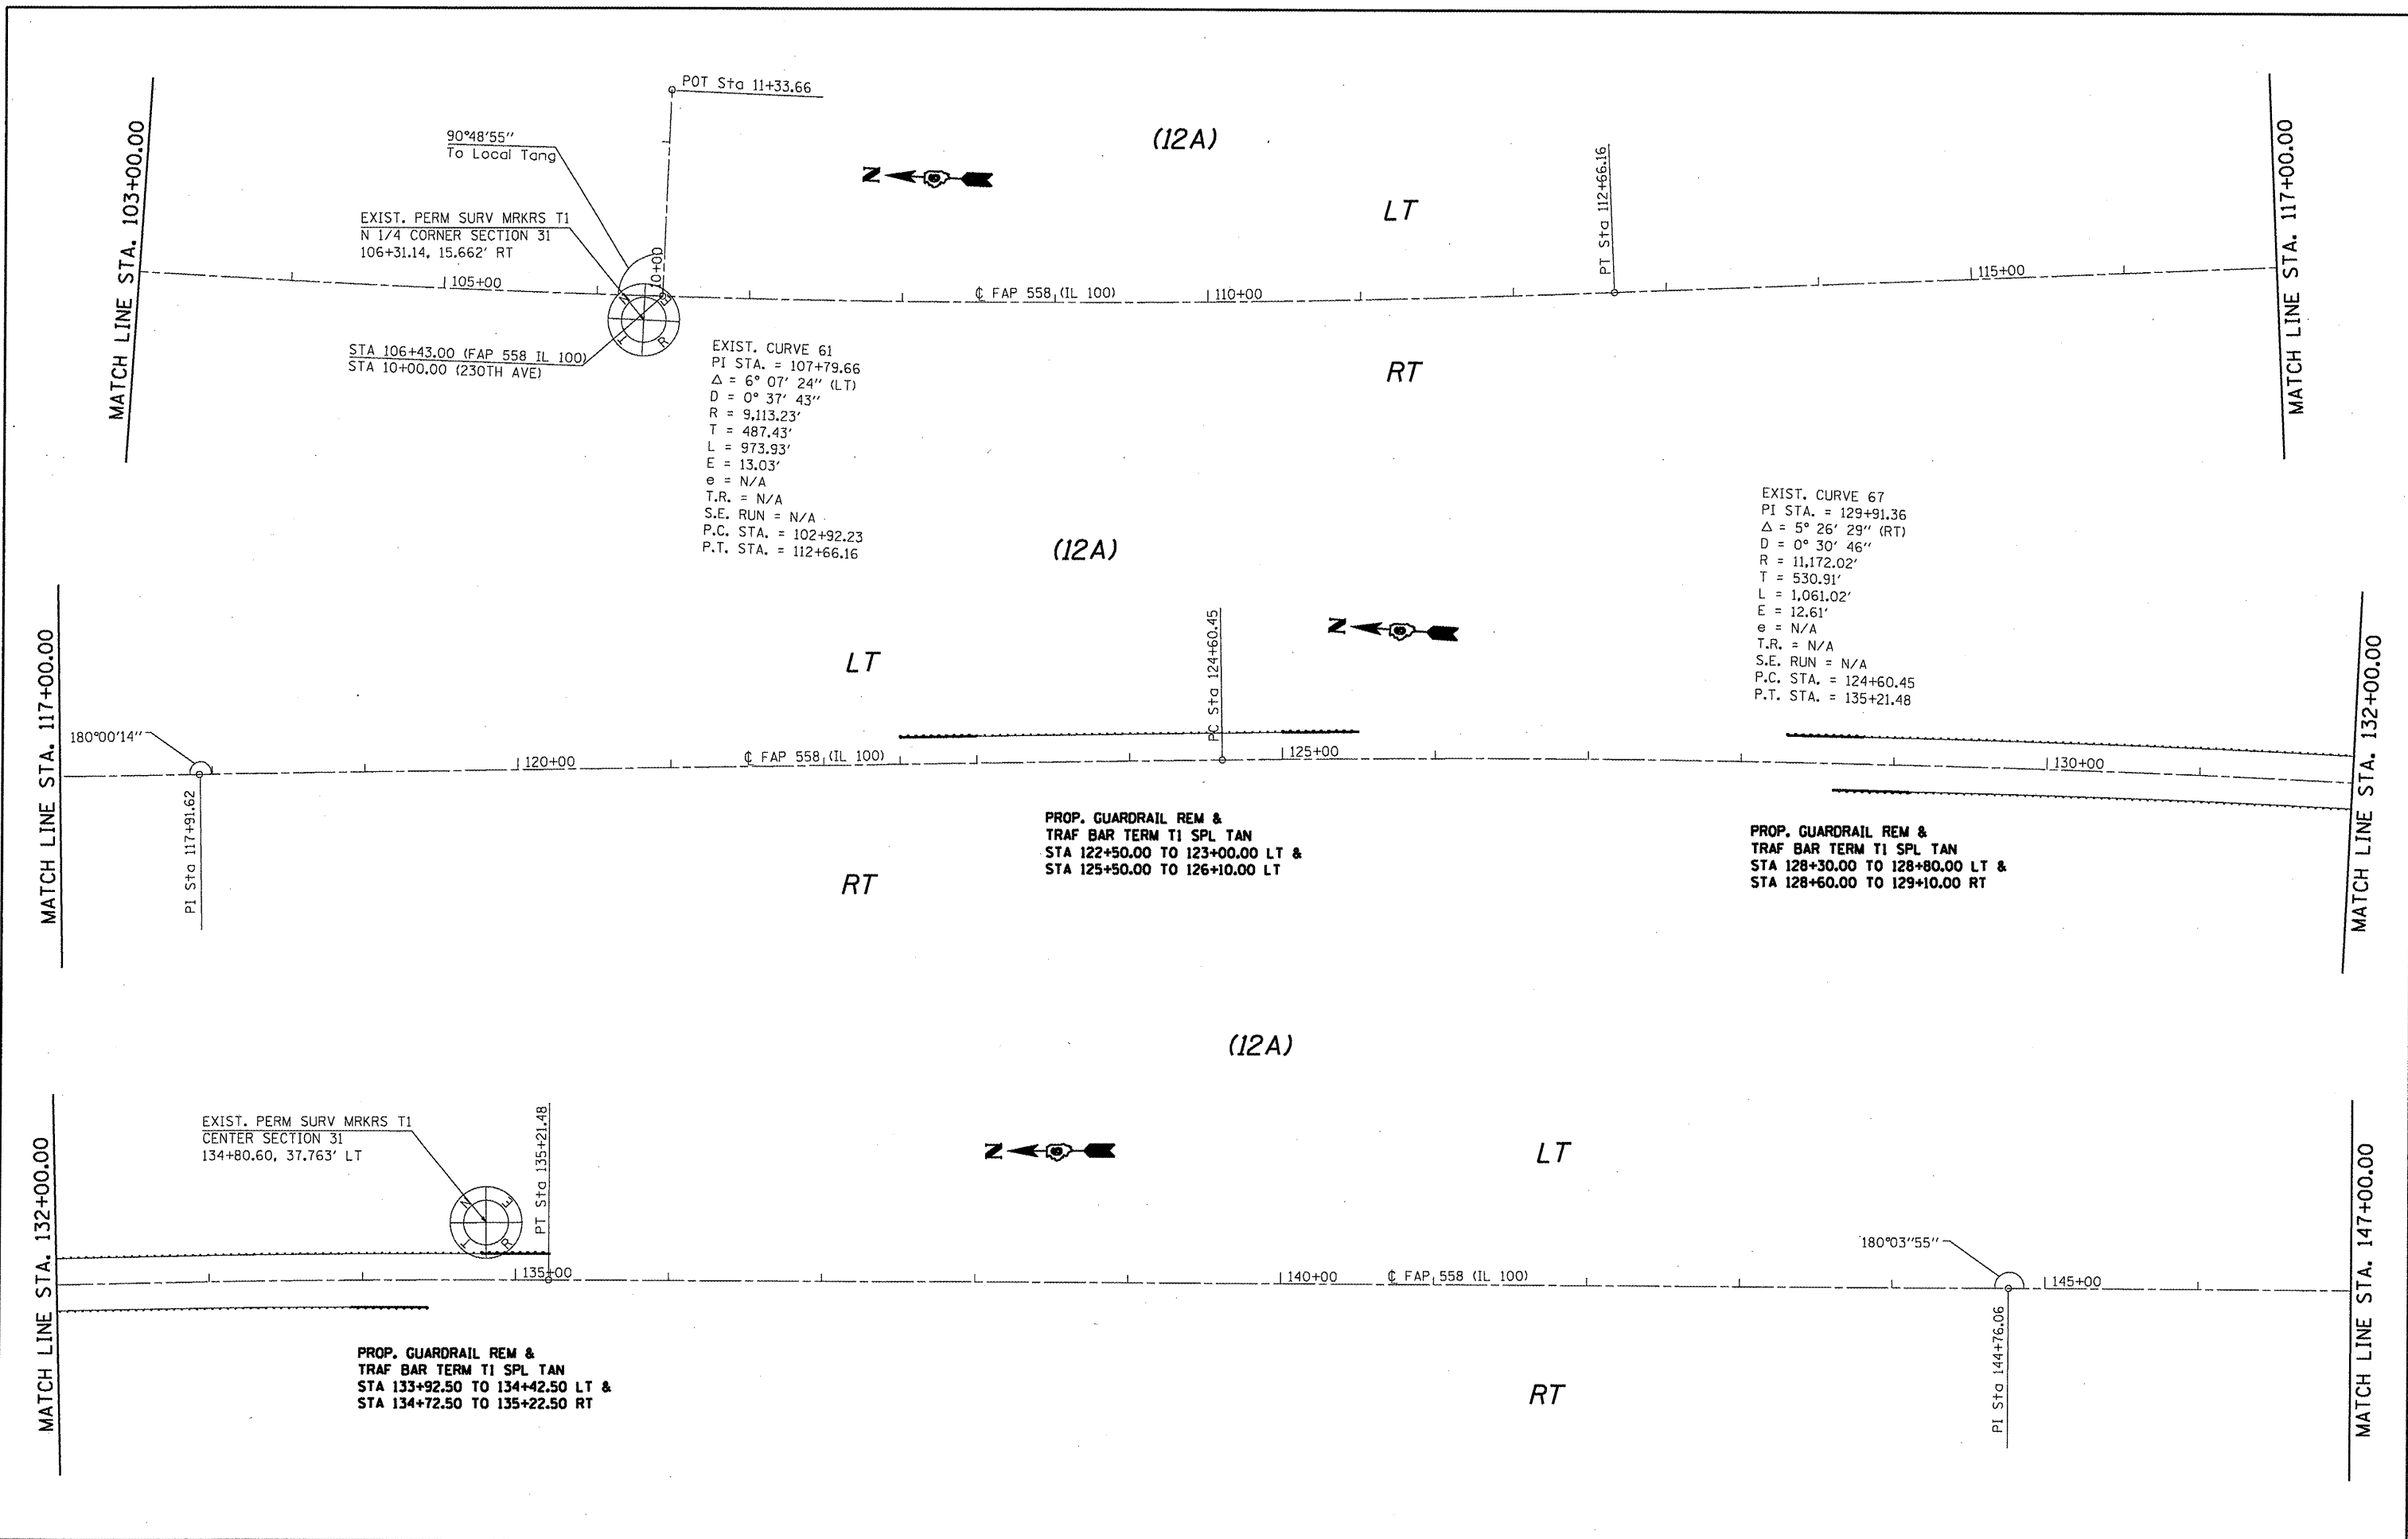 MATCH LINE STA. 103+00.00
POT Sta 11+33.66
90°48'55"
To Local Tang
EXIST. PERM SURV MRKRS T1
N 1/4 CORNER SECTION 31
106+31.14, 15.662' RT
N
(12A)
LT
PT Sta 112+66.16
MATCH LINE STA. 117+00.00
105+00
10+00
℄ FAP 558 (IL 100)
110+00
115+00
N
E
T
R
STA 106+43.00 (FAP 558 IL 100)
STA 10+00.00 (230TH AVE)
RT
EXIST. CURVE 61
PI STA. = 107+79.66
Δ = 6° 07' 24" (LT)
D = 0° 37' 43"
R = 9,113.23'
T = 487.43'
L = 973.93'
E = 13.03'
e = N/A
T.R. = N/A
S.E. RUN = N/A
P.C. STA. = 102+92.23
P.T. STA. = 112+66.16
(12A)
EXIST. CURVE 67
PI STA. = 129+91.36
Δ = 5° 26' 29" (RT)
D = 0° 30' 46"
R = 11,172.02'
T = 530.91'
L = 1,061.02'
E = 12.61'
e = N/A
T.R. = N/A
S.E. RUN = N/A
P.C. STA. = 124+60.45
P.T. STA. = 135+21.48
MATCH LINE STA. 117+00.00
LT
PC Sta 124+60.45
N
MATCH LINE STA. 132+00.00
180°00'14"
120+00
℄ FAP 558 (IL 100)
125+00
130+00
PI Sta 117+91.62
RT
PROP. GUARDRAIL REM &
TRAF BAR TERM T1 SPL TAN
STA 122+50.00 TO 123+00.00 LT &
STA 125+50.00 TO 126+10.00 LT
PROP. GUARDRAIL REM &
TRAF BAR TERM T1 SPL TAN
STA 128+30.00 TO 128+80.00 LT &
STA 128+60.00 TO 129+10.00 RT
(12A)
MATCH LINE STA. 132+00.00
EXIST. PERM SURV MRKRS T1
CENTER SECTION 31
134+80.60, 37.763' LT
PT Sta 135+21.48
N
LT
MATCH LINE STA. 147+00.00
N
E
T
R
180°03'55"
135+00
140+00
℄ FAP 558 (IL 100)
145+00
PI Sta 144+76.06
PROP. GUARDRAIL REM &
TRAF BAR TERM T1 SPL TAN
STA 133+92.50 TO 134+42.50 LT &
STA 134+72.50 TO 135+22.50 RT
RT